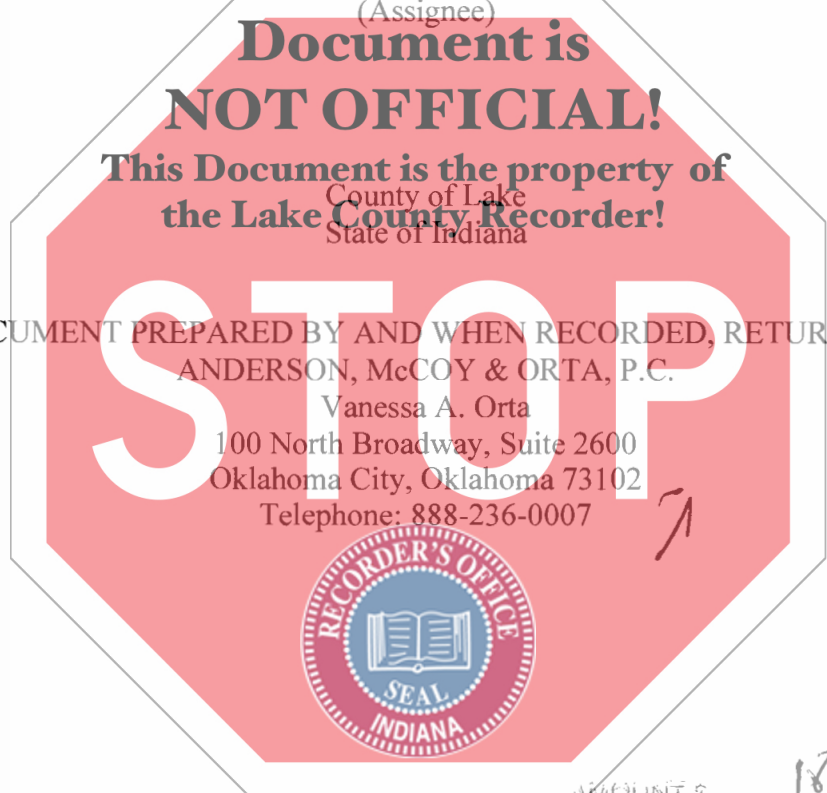 (Assignee)
Document is
NOT OFFICIAL!
This Document is the property of
the Lake County Recorder!
County of Lake
State of Indiana
STOP
CUMENT PREPARED BY AND WHEN RECORDED, RETUR
ANDERSON, McCOY & ORTA, P.C.
Vanessa A. Orta
100 North Broadway, Suite 2600
Oklahoma City, Oklahoma 73102
Telephone: 888-236-0007
RECORDER'S OFFICE
SEAL
INDIANA